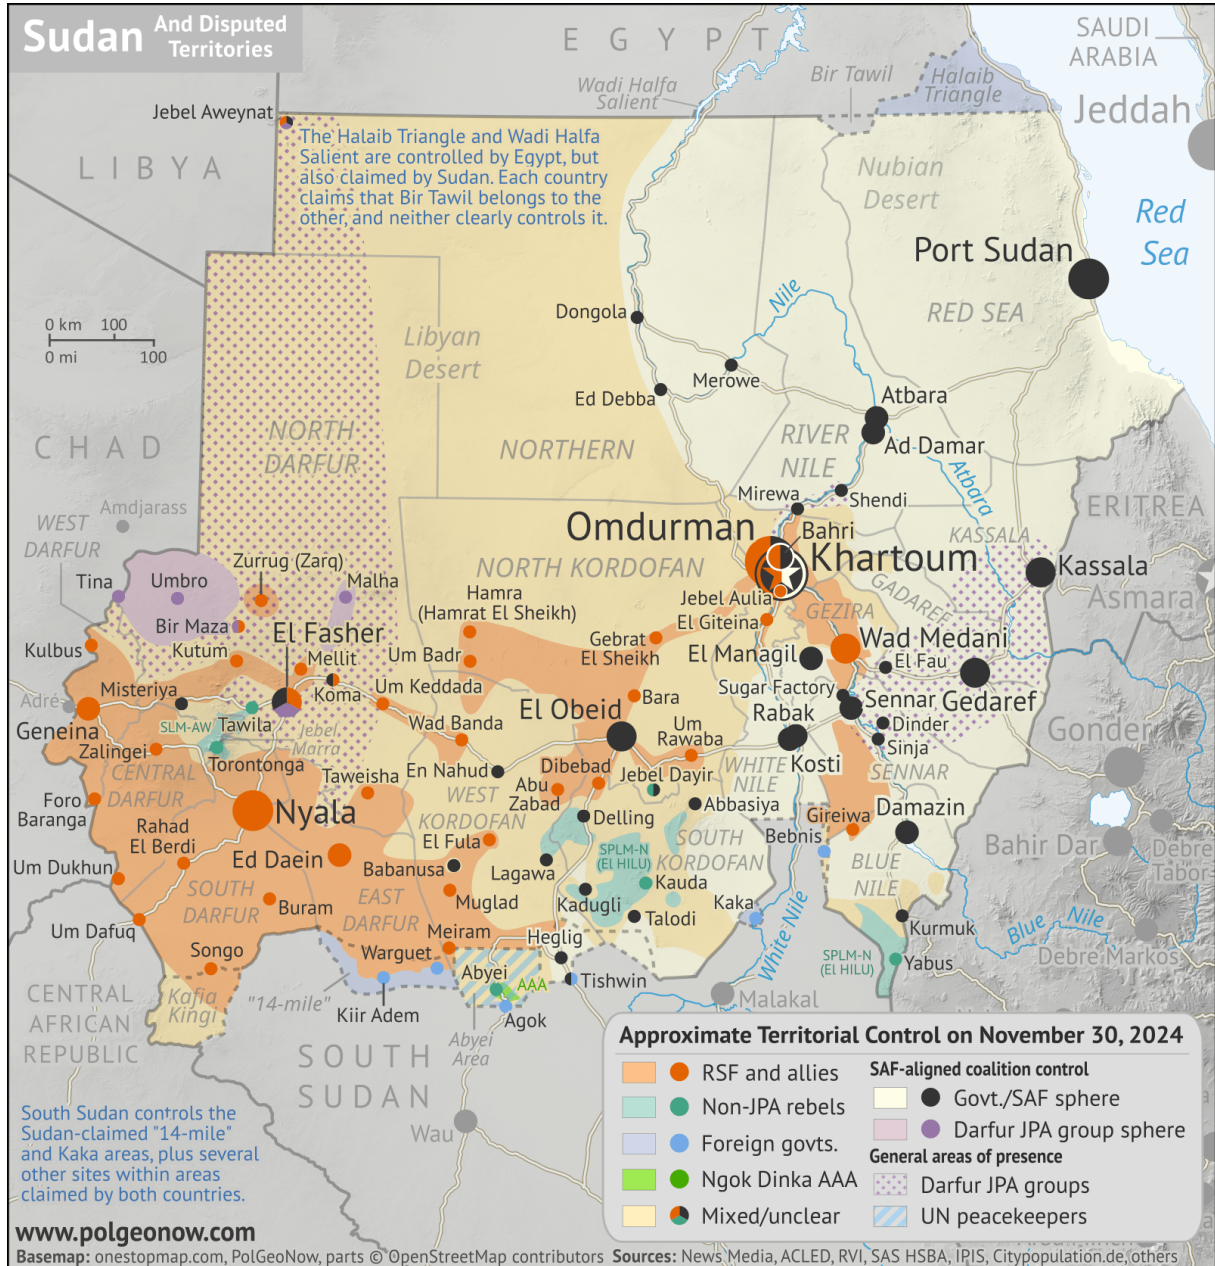 Sudan
And Disputed
Territories
EGYPT
SAUDI
ARABIA
Jeddah
Wadi Halfa
Salient
Bir Tawil
Halaib
Triangle
Jebel Aweynat
LIBYA
The Halaib Triangle and Wadi Halfa
Salient are controlled by Egypt, but
also claimed by Sudan. Each country
claims that Bir Tawil belongs to the
other, and neither clearly controls it.
Nubian
Desert
Red
Sea
Port Sudan
RED SEA
Nile
Dongola
0 km 100
0 mi 100
Libyan
Desert
Merowe
Ed Debba
Atbara
Ad-Damar
NORTH
DARFUR
NORTHERN
RIVER
NILE
CHAD
Atbara
Mirewa
Shendi
Amdjarass
ERITREA
WEST
DARFUR
Omdurman
Bahri
KASSALA
Khartoum
Kassala
Zurrug (Zarq)
NORTH KORDOFAN
Tina
Umbro
Malha
Asmara
Hamra
(Hamrat El Sheikh)
Jebel Aulia
GEZIRA
GADAREF
Bir Maza
El Fasher
El Giteina
Gebrat
El Sheikh
Wad Medani
Kulbus
Kutum
Mellit
Um Badr
El Managil
El Fau
Misteriya
Koma
Um Keddada
Sugar Factory
Sennar
Gedaref
Adré
Bara
El Obeid
Rabak
Geneina
SLM-AW
Tawila
Wad Banda
Um
Rawaba
Dinder
Gonder
Jebel
Marra
Sinja
Zalingei
Torontonga
Kosti
CENTRAL
DARFUR
Taweisha
En Nahud
Dibebad
Jebel Dayir
WHITE
NILE
SENNAR
Foro
Baranga
WEST
KORDOFAN
Abu
Zabad
Abbasiya
Nyala
Delling
Gireiwa
Damazin
Rahad
El Berdi
El Fula
SOUTH
KORDOFAN
Bebnis
Bahir Dar
Debre
Tabor
Um Dukhun
Ed Daein
Babanusa
Lagawa
SPLM-N
(El HILU)
Kauda
BLUE
NILE
SOUTH
DARFUR
Buram
EAST
DARFUR
Muglad
Kadugli
Talodi
Kaka
Um Dafuq
Meiram
Heglig
White Nile
Kurmuk
Blue Nile
Songo
Warguet
Abyei
AAA
Tishwin
SPLM-N
(El HILU)
Yabus
Debre Markos
CENTRAL
AFRICAN
REPUBLIC
Kafia
Kingi
"14-mile"
Kiir Adem
Agok
Malakal
Abyei
Area
SOUTH
SUDAN
Wau
South Sudan controls the
Sudan-claimed "14-mile"
and Kaka areas, plus several
other sites within areas
claimed by both countries.
Approximate Territorial Control on November 30, 2024
RSF and allies
Non-JPA rebels
Foreign govts.
Ngok Dinka AAA
Mixed/unclear
SAF-aligned coalition control
Govt./SAF sphere
Darfur JPA group sphere
General areas of presence
Darfur JPA groups
UN peacekeepers
www.polgeonow.com
Basemap: onestopmap.com, PolGeoNow, parts © OpenStreetMap contributors Sources: News Media, ACLED, RVI, SAS HSBA, IPIS, Citypopulation.de, others